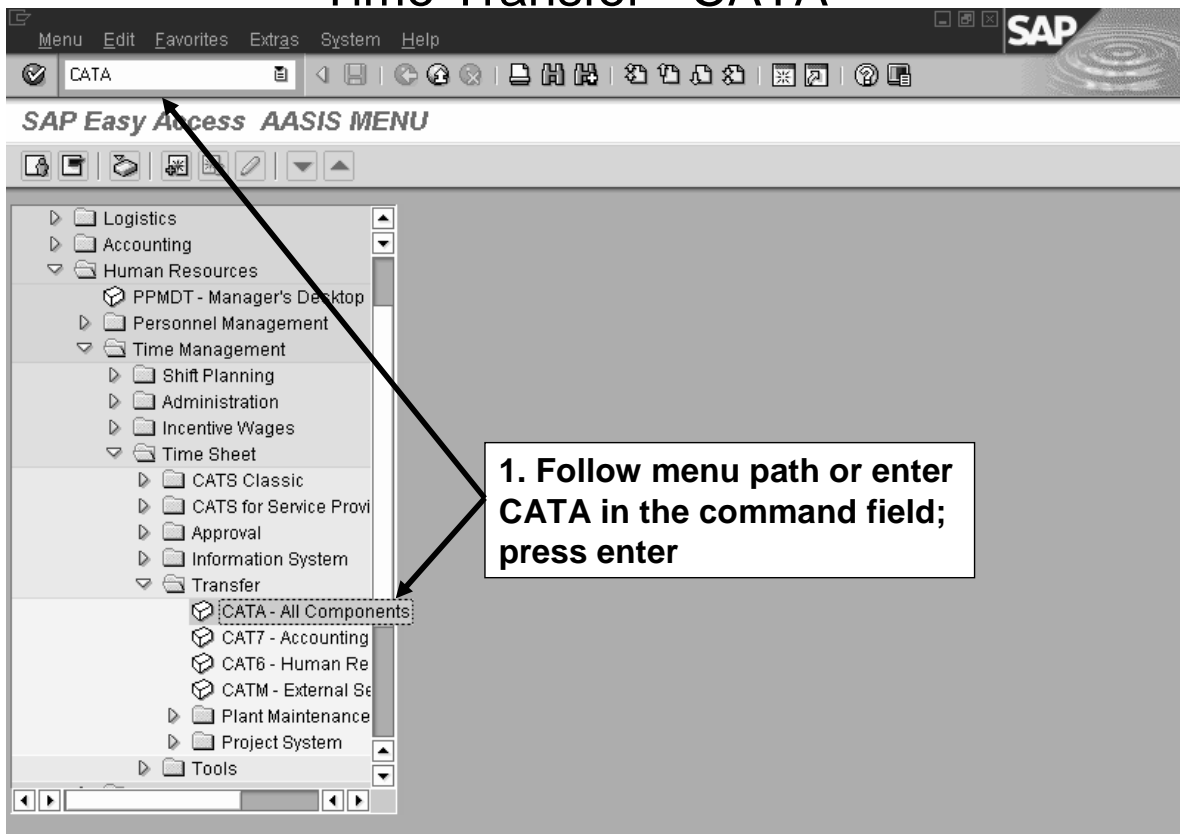 Time Transfer - CATA
Menu Edit Favorites Extras System Help
SAP
CATA
SAP Easy Access AASIS MENU
Logistics
Accounting
Human Resources
PPMDT - Manager's Desktop
Personnel Management
Time Management
Shift Planning
Administration
Incentive Wages
Time Sheet
CATS Classic
CATS for Service Provi
Approval
Information System
Transfer
CATA - All Components
CAT7 - Accounting
CAT6 - Human Re
CATM - External Se
Plant Maintenance
Project System
Tools
1. Follow menu path or enter
CATA in the command field;
press enter